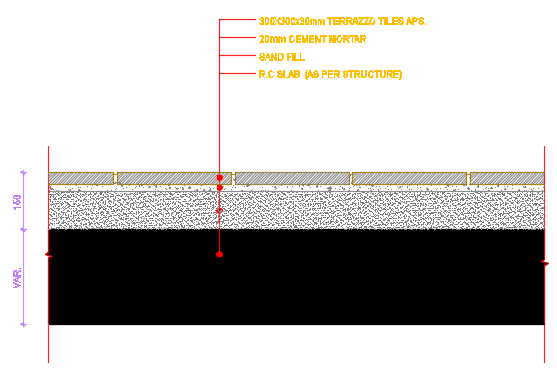 300X300x30mm TERRAZZO TILES APS.
20mm CEMENT MORTAR
SAND FILL
R.C SLAB (AS PER STRUCTURE)
150
VAR.